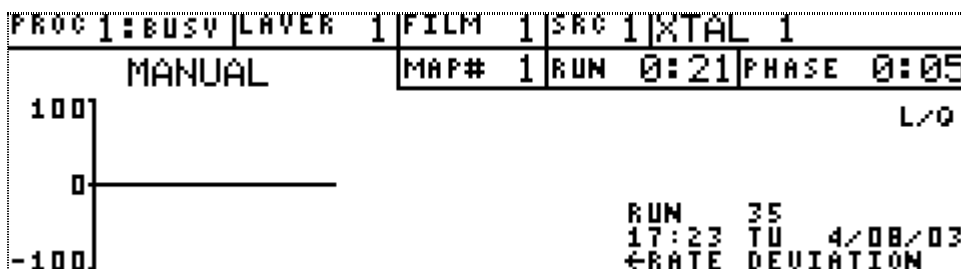 PROC 1:BUSY LAYER 1 FILM 1 SRC 1 XTAL 1
MANUAL MAP# 1 RUN 0:21 PHASE 0:05
100
L/Q
0
RUN 35
17:23 TU 4/08/03
-100 ←RATE DEVIATION